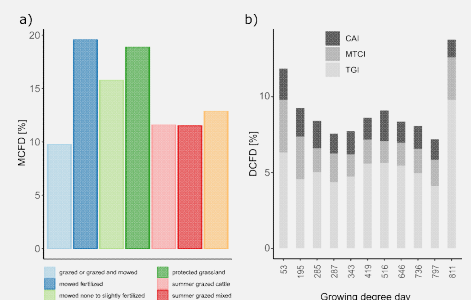 a)
MCFD [%]
20
15
10
5
0
grazed or grazed and mowed
mowed fertilized
mowed none to slightly fertilized
protected grassland
summer grazed cattle
summer grazed mixed
b)
DCFD [%]
10
5
0
CAI
MTCI
TGI
53
195
285
287
343
419
516
646
736
797
811
Growing degree day